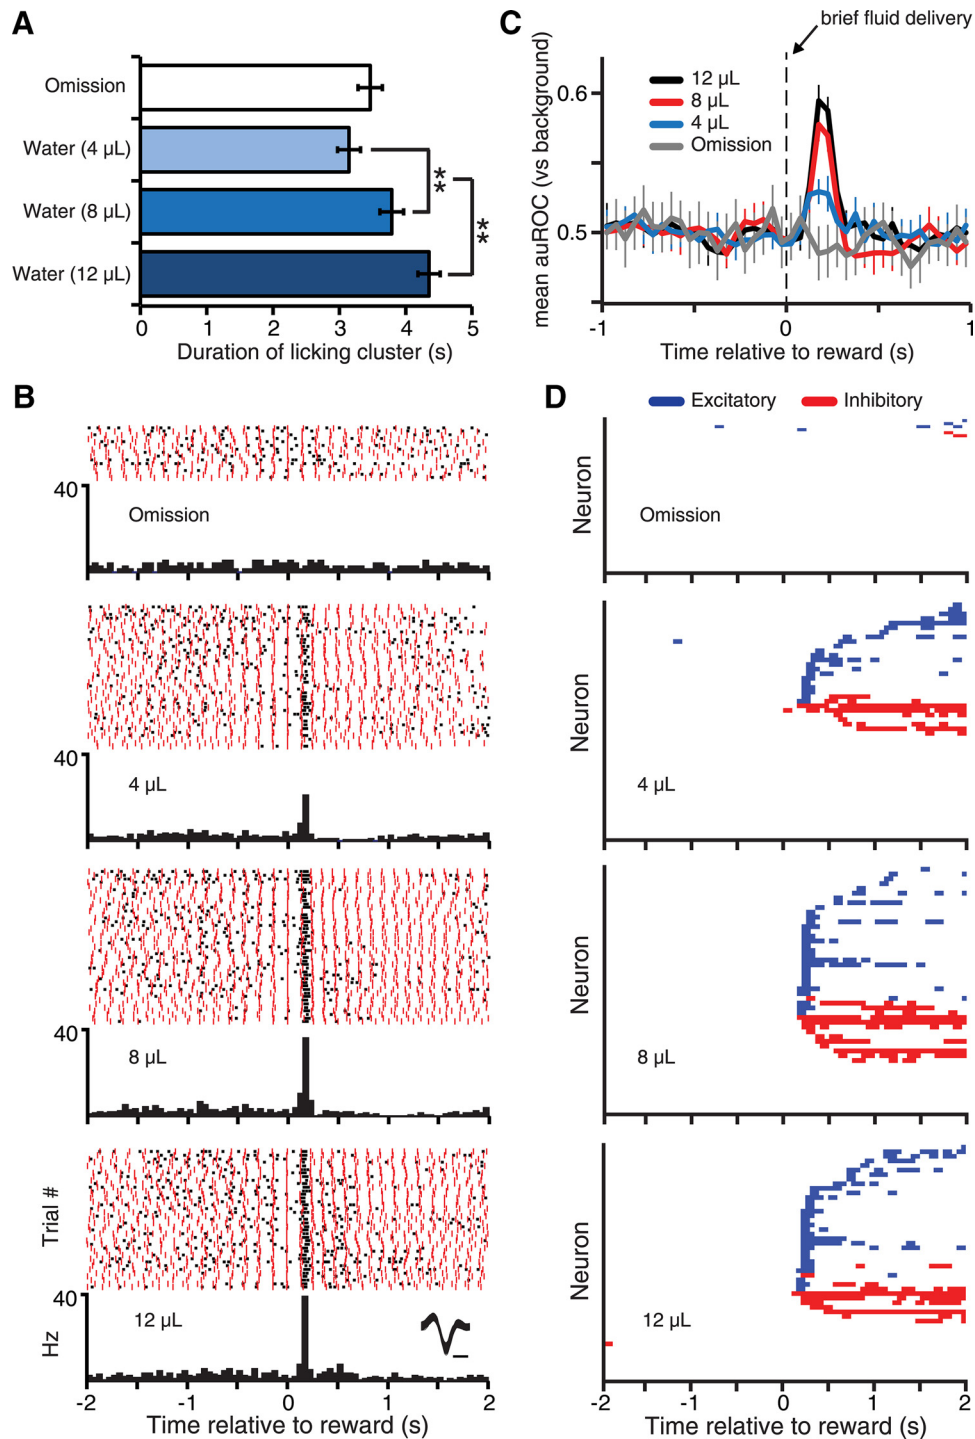 A
Omission
Water (4 µL)
Water (8 µL)
Water (12 µL)
**
**
0 1 2 3 4 5
Duration of licking cluster (s)
C
brief fluid delivery
12 µL
8 µL
4 µL
Omission
0.6
0.5
mean auROC (vs background)
-1 0 1
Time relative to reward (s)
B
40
Omission
40
4 µL
40
8 µL
Trial #
40
12 µL
Hz
-2 -1 0 1 2
Time relative to reward (s)
D
Excitatory Inhibitory
Neuron
Omission
Neuron
4 µL
Neuron
8 µL
Neuron
12 µL
-2 -1 0 1 2
Time relative to reward (s)